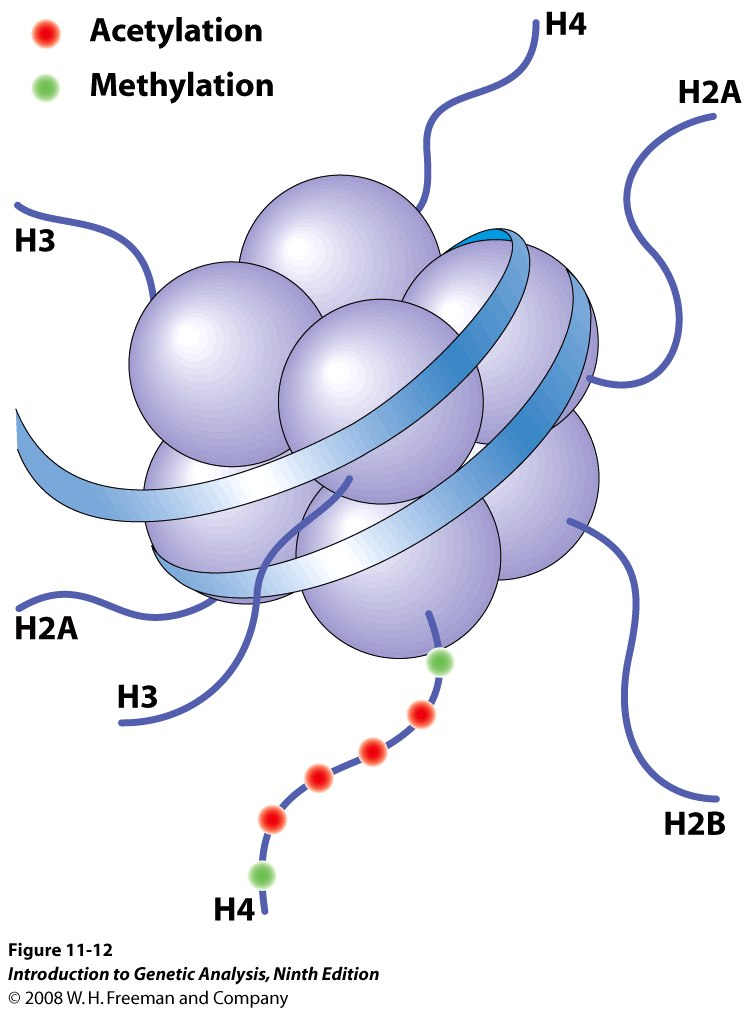 Acetylation
Methylation
H4
H2A
H3
H2A
H3
H2B
H4
Figure 11-12
Introduction to Genetic Analysis, Ninth Edition
© 2008 W. H. Freeman and Company